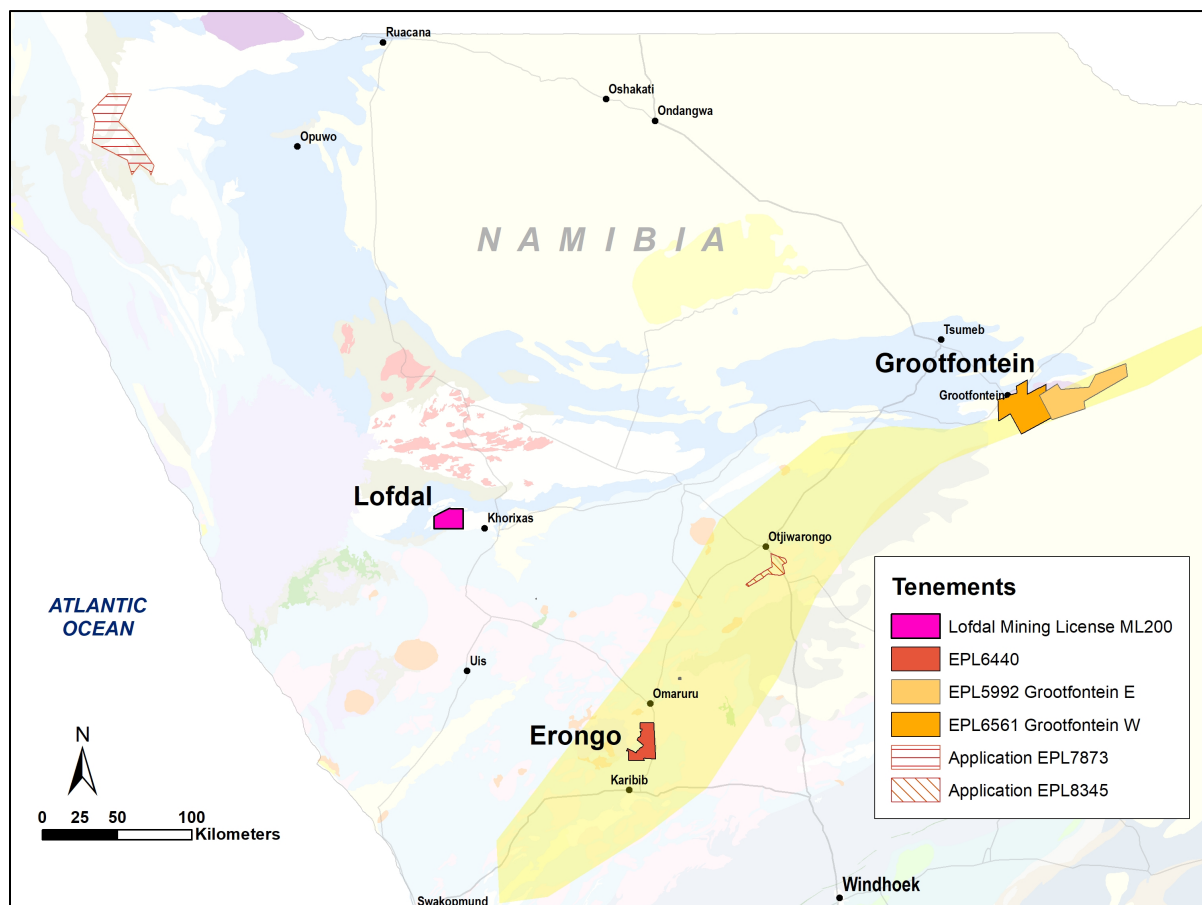 Ruacana
Oshakati
Ondangwa
Opuwo
N A M I B I A
Tsumeb
Grootfontein
Grootfontein
Lofdal
Khorixas
Otjiwarongo
ATLANTIC
OCEAN
Uis
Omaruru
Erongo
Karibib
Swakopmund
Windhoek
N
0 25 50 100
Kilometers
Tenements
Lofdal Mining License ML200
EPL6440
EPL5992 Grootfontein E
EPL6561 Grootfontein W
Application EPL7873
Application EPL8345